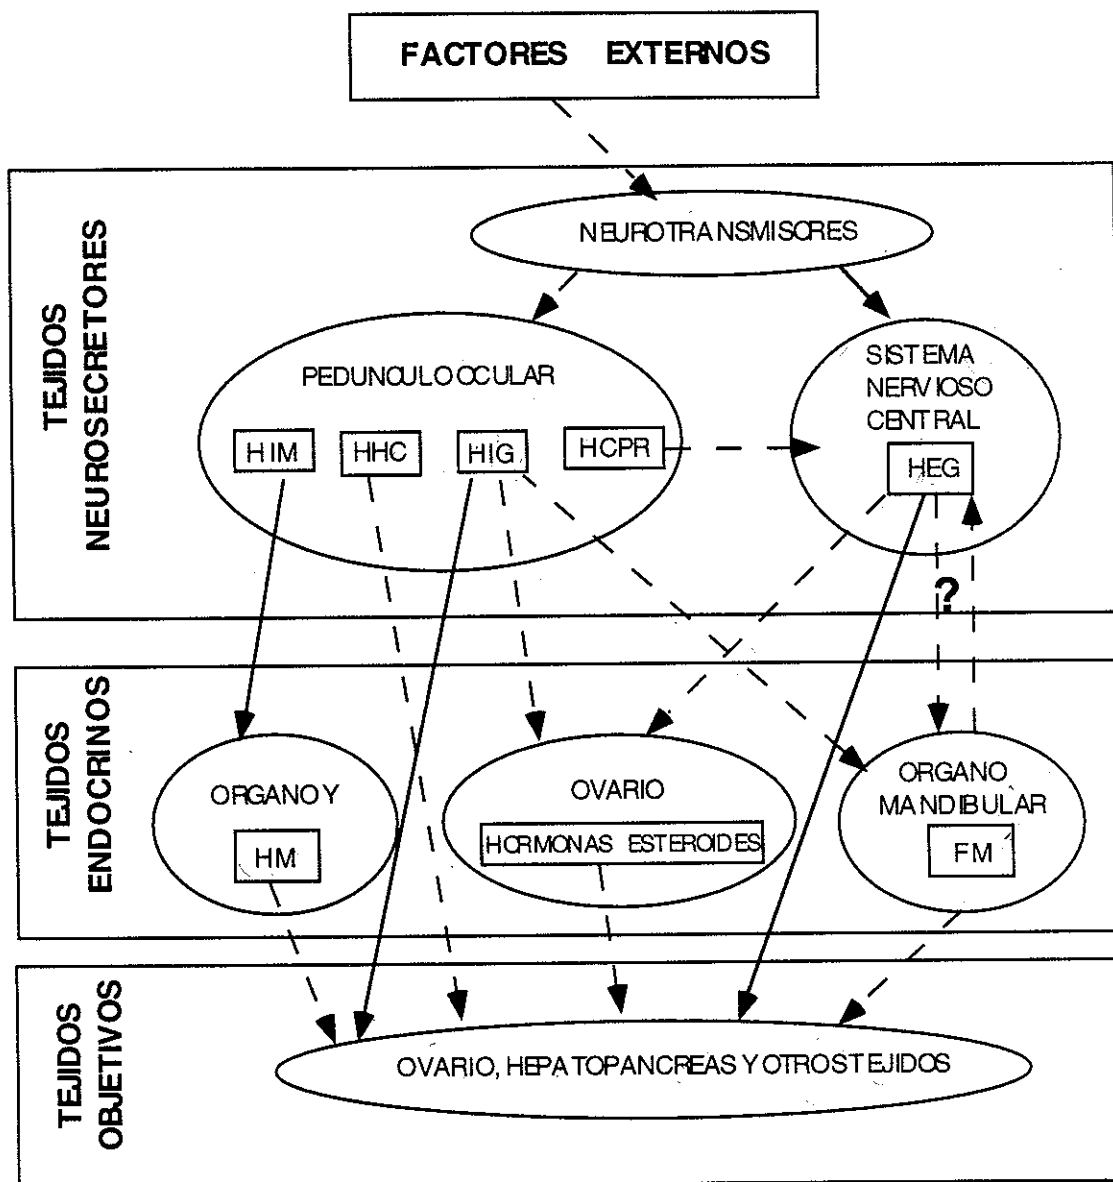 FACTORES EXTERNOS
TEJIDOS
NEUROSECRETORES
NEUROTRANSMISORES
PEDUNCULO OCULAR
HIM
HHC
HIG
HCPR
SISTEMA
NERVIOSO
CENTRAL
HEG
?
TEJIDOS
ENDOCRINOS
ORGANO Y
HM
OVARIO
HORMONAS ESTEROIDES
ORGANO
MANDIBULAR
FM
TEJIDOS
OBJETIVOS
OVARIO, HEPATOPANCREAS Y OTROS TEJIDOS